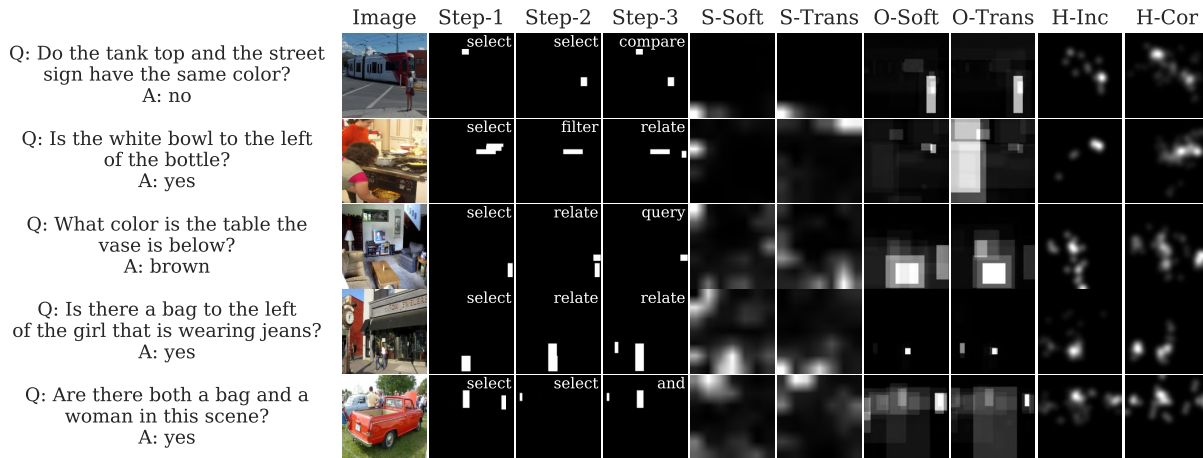 Image Step-1 Step-2 Step-3 S-Soft S-Trans O-Soft O-Trans H-Inc H-Cor
Q: Do the tank top and the street
sign have the same color?
A: no
select select compare
Q: Is the white bowl to the left
of the bottle?
A: yes
select filter relate
Q: What color is the table the
vase is below?
A: brown
select relate query
Q: Is there a bag to the left
of the girl that is wearing jeans?
A: yes
select relate relate
Q: Are there both a bag and a
woman in this scene?
A: yes
select select and